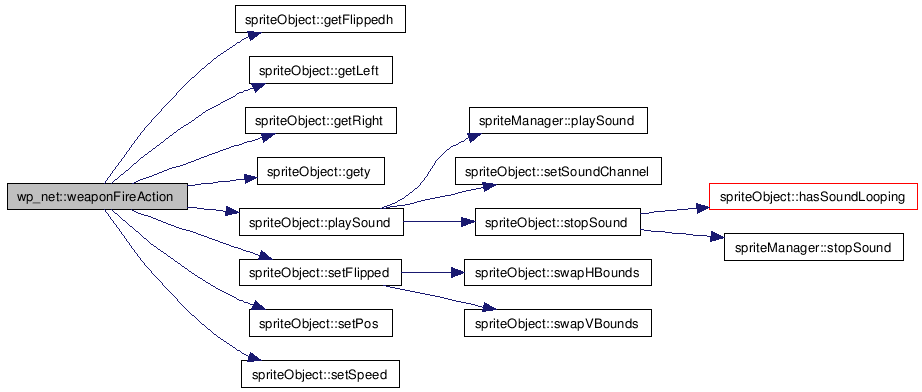 spriteObject::getFlippedh
spriteObject::getLeft
spriteObject::getRight
spriteManager::playSound
spriteObject::gety
spriteObject::setSoundChannel
wp_net::weaponFireAction
spriteObject::hasSoundLooping
spriteObject::playSound
spriteObject::stopSound
spriteManager::stopSound
spriteObject::setFlipped
spriteObject::swapHBounds
spriteObject::setPos
spriteObject::swapVBounds
spriteObject::setSpeed